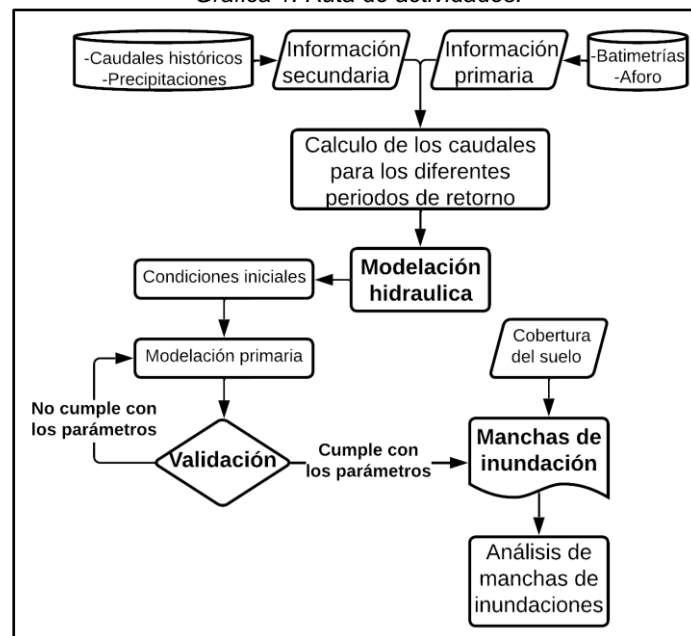 Gráfica 1. Ruta de actividades.
-Caudales históricos
-Precipitaciones
Información
secundaria
Información
primaria
-Batimetrías
-Aforo
Calculo de los caudales
para los diferentes
periodos de retorno
Modelación
hidraulica
Condiciones iniciales
Modelación primaria
Cobertura
del suelo
No cumple con
los parámetros
Validación
Cumple con
los parámetros
Manchas de
inundación
Análisis de
manchas de
inundaciones